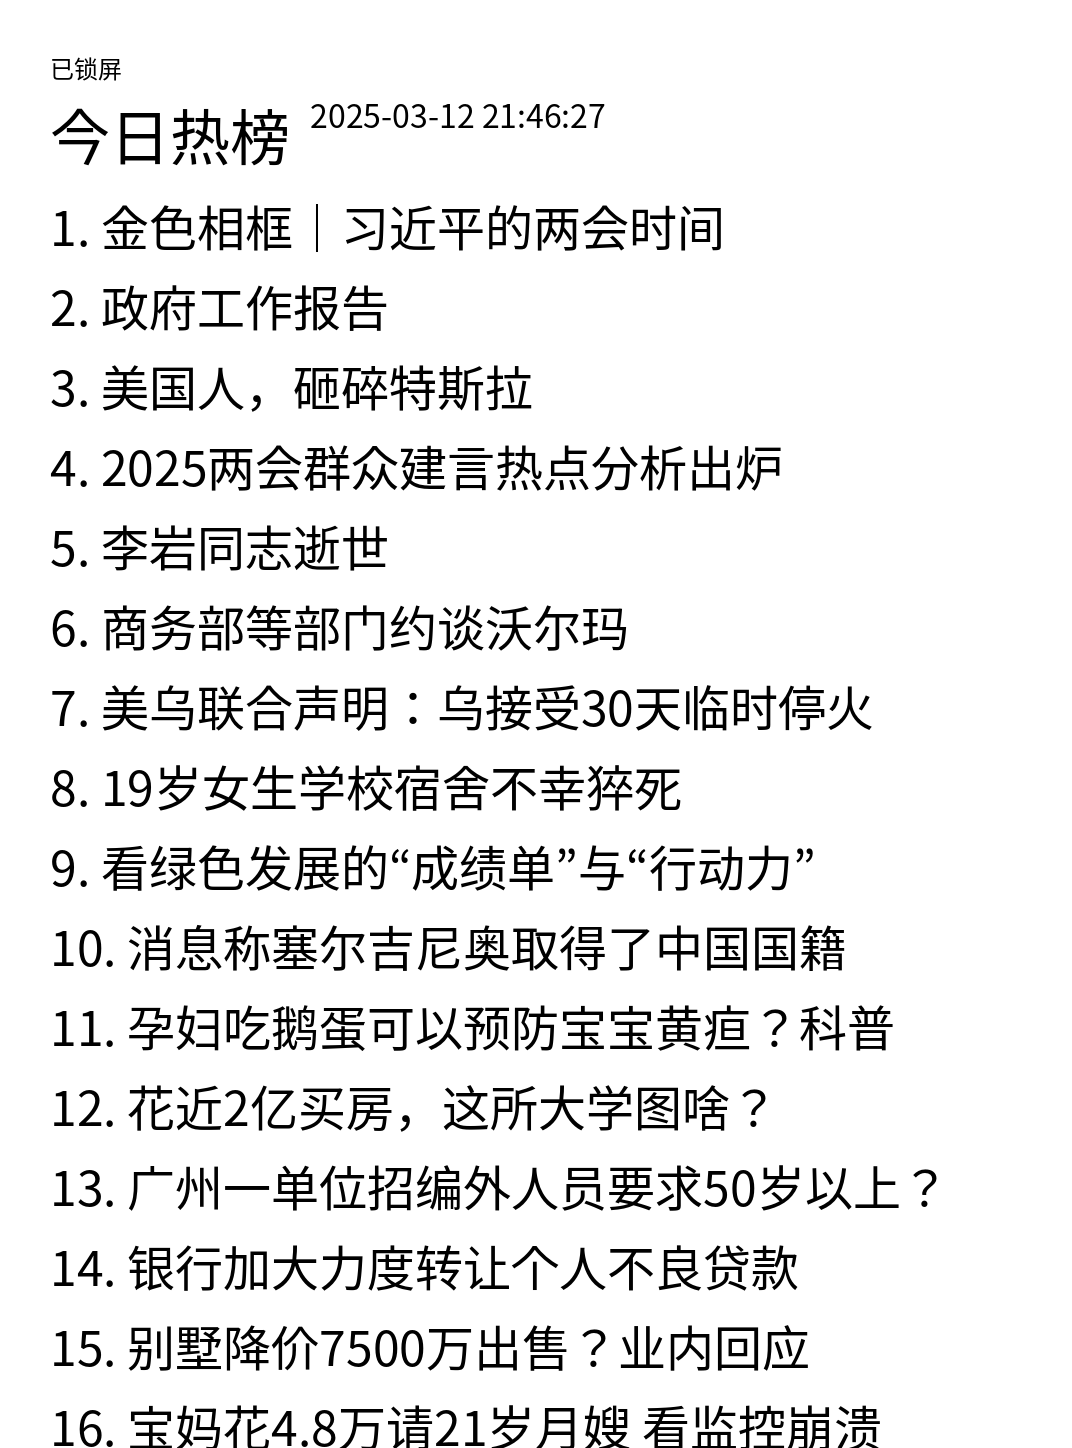 已锁屏
今日热榜 2025-03-12 21:46:27
1. 金色相框｜习近平的两会时间
2. 政府工作报告
3. 美国人，砸碎特斯拉
4. 2025两会群众建言热点分析出炉
5. 李岩同志逝世
6. 商务部等部门约谈沃尔玛
7. 美乌联合声明：乌接受30天临时停火
8. 19岁女生学校宿舍不幸猝死
9. 看绿色发展的“成绩单”与“行动力”
10. 消息称塞尔吉尼奥取得了中国国籍
11. 孕妇吃鹅蛋可以预防宝宝黄疸？科普
12. 花近2亿买房，这所大学图啥？
13. 广州一单位招编外人员要求50岁以上？
14. 银行加大力度转让个人不良贷款
15. 别墅降价7500万出售？业内回应
16. 宝妈花4.8万请21岁月嫂 看监控崩溃